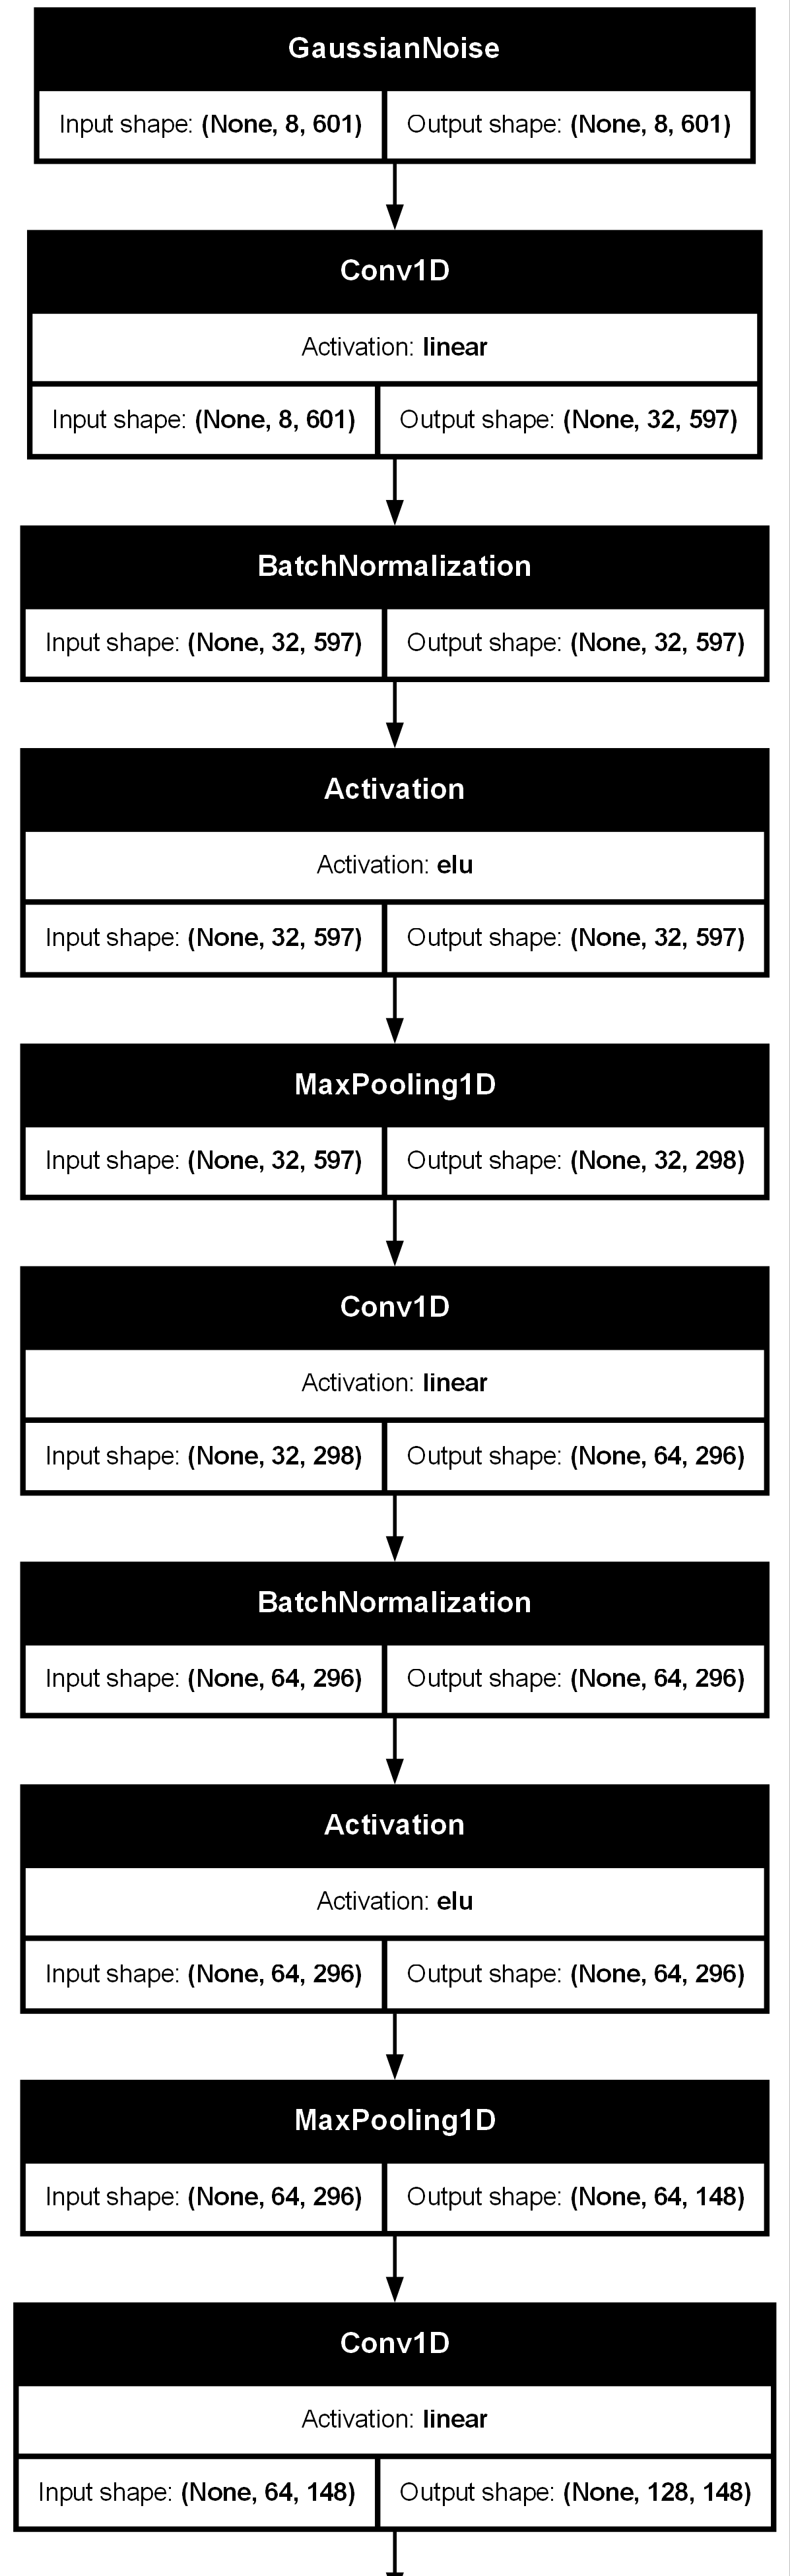 GaussianNoise
Input shape: (None, 8, 601) Output shape: (None, 8, 601)
Conv1D
Activation: linear
Input shape: (None, 8, 601) Output shape: (None, 32, 597)
BatchNormalization
Input shape: (None, 32, 597) Output shape: (None, 32, 597)
Activation
Activation: elu
Input shape: (None, 32, 597) Output shape: (None, 32, 597)
MaxPooling1D
Input shape: (None, 32, 597) Output shape: (None, 32, 298)
Conv1D
Activation: linear
Input shape: (None, 32, 298) Output shape: (None, 64, 296)
BatchNormalization
Input shape: (None, 64, 296) Output shape: (None, 64, 296)
Activation
Activation: elu
Input shape: (None, 64, 296) Output shape: (None, 64, 296)
MaxPooling1D
Input shape: (None, 64, 296) Output shape: (None, 64, 148)
Conv1D
Activation: linear
Input shape: (None, 64, 148) Output shape: (None, 128, 148)